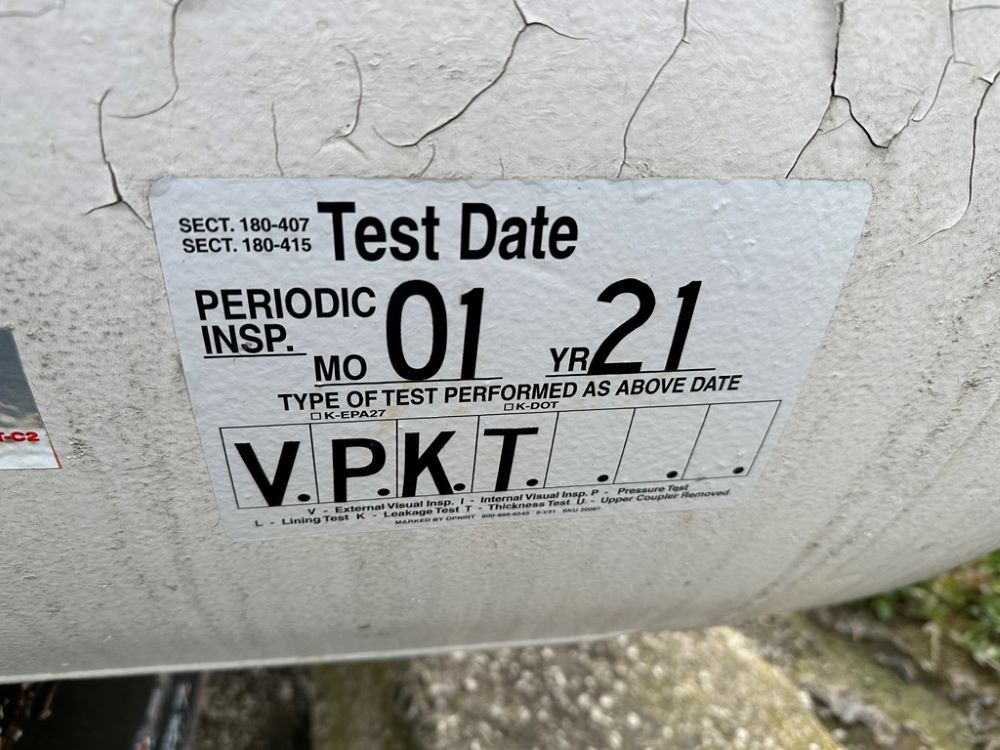 SECT. 180-407
SECT. 180-415
Test Date
PERIODIC
INSP.
MO 01 YR 21
TYPE OF TEST PERFORMED AS ABOVE DATE
☐ K-EPA27 ☐ K-DOT
V. P. K. T. . . .
V - External Visual Insp. I - Internal Visual Insp. P - Pressure Test
L - Lining Test K - Leakage Test T - Thickness Test U - Upper Coupler Removed
MARKED BY
T-C2